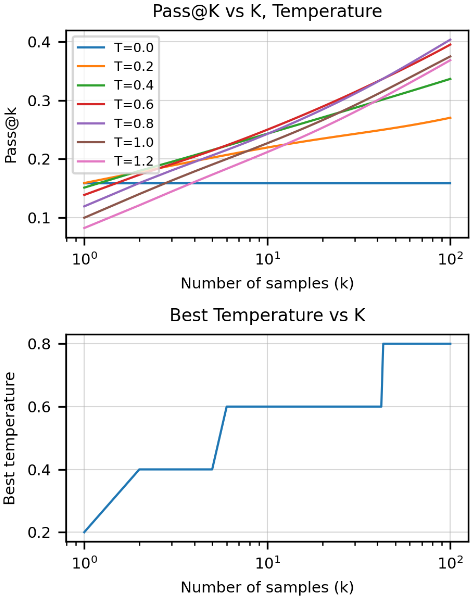 Pass@K vs K, Temperature
Pass@k
0.4
0.3
0.2
0.1
T=0.0
T=0.2
T=0.4
T=0.6
T=0.8
T=1.0
T=1.2
10⁰ 10¹ 10²
Number of samples (k)
Best Temperature vs K
Best temperature
0.8
0.6
0.4
0.2
10⁰ 10¹ 10²
Number of samples (k)